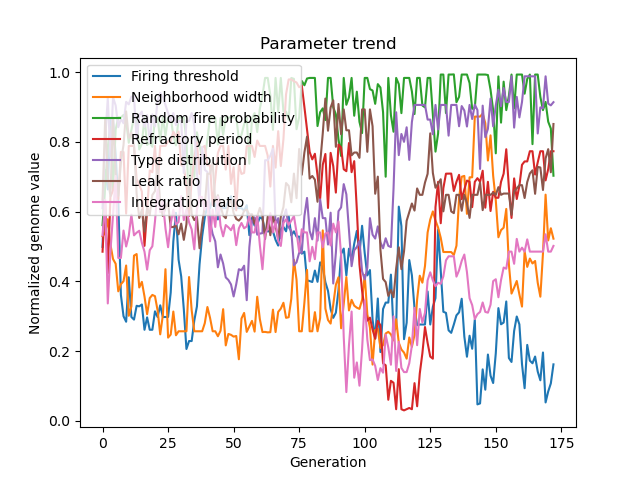 Parameter trend
Normalized genome value
1.0
0.8
0.6
0.4
0.2
0.0
Firing threshold
Neighborhood width
Random fire probability
Refractory period
Type distribution
Leak ratio
Integration ratio
0 25 50 75 100 125 150 175
Generation